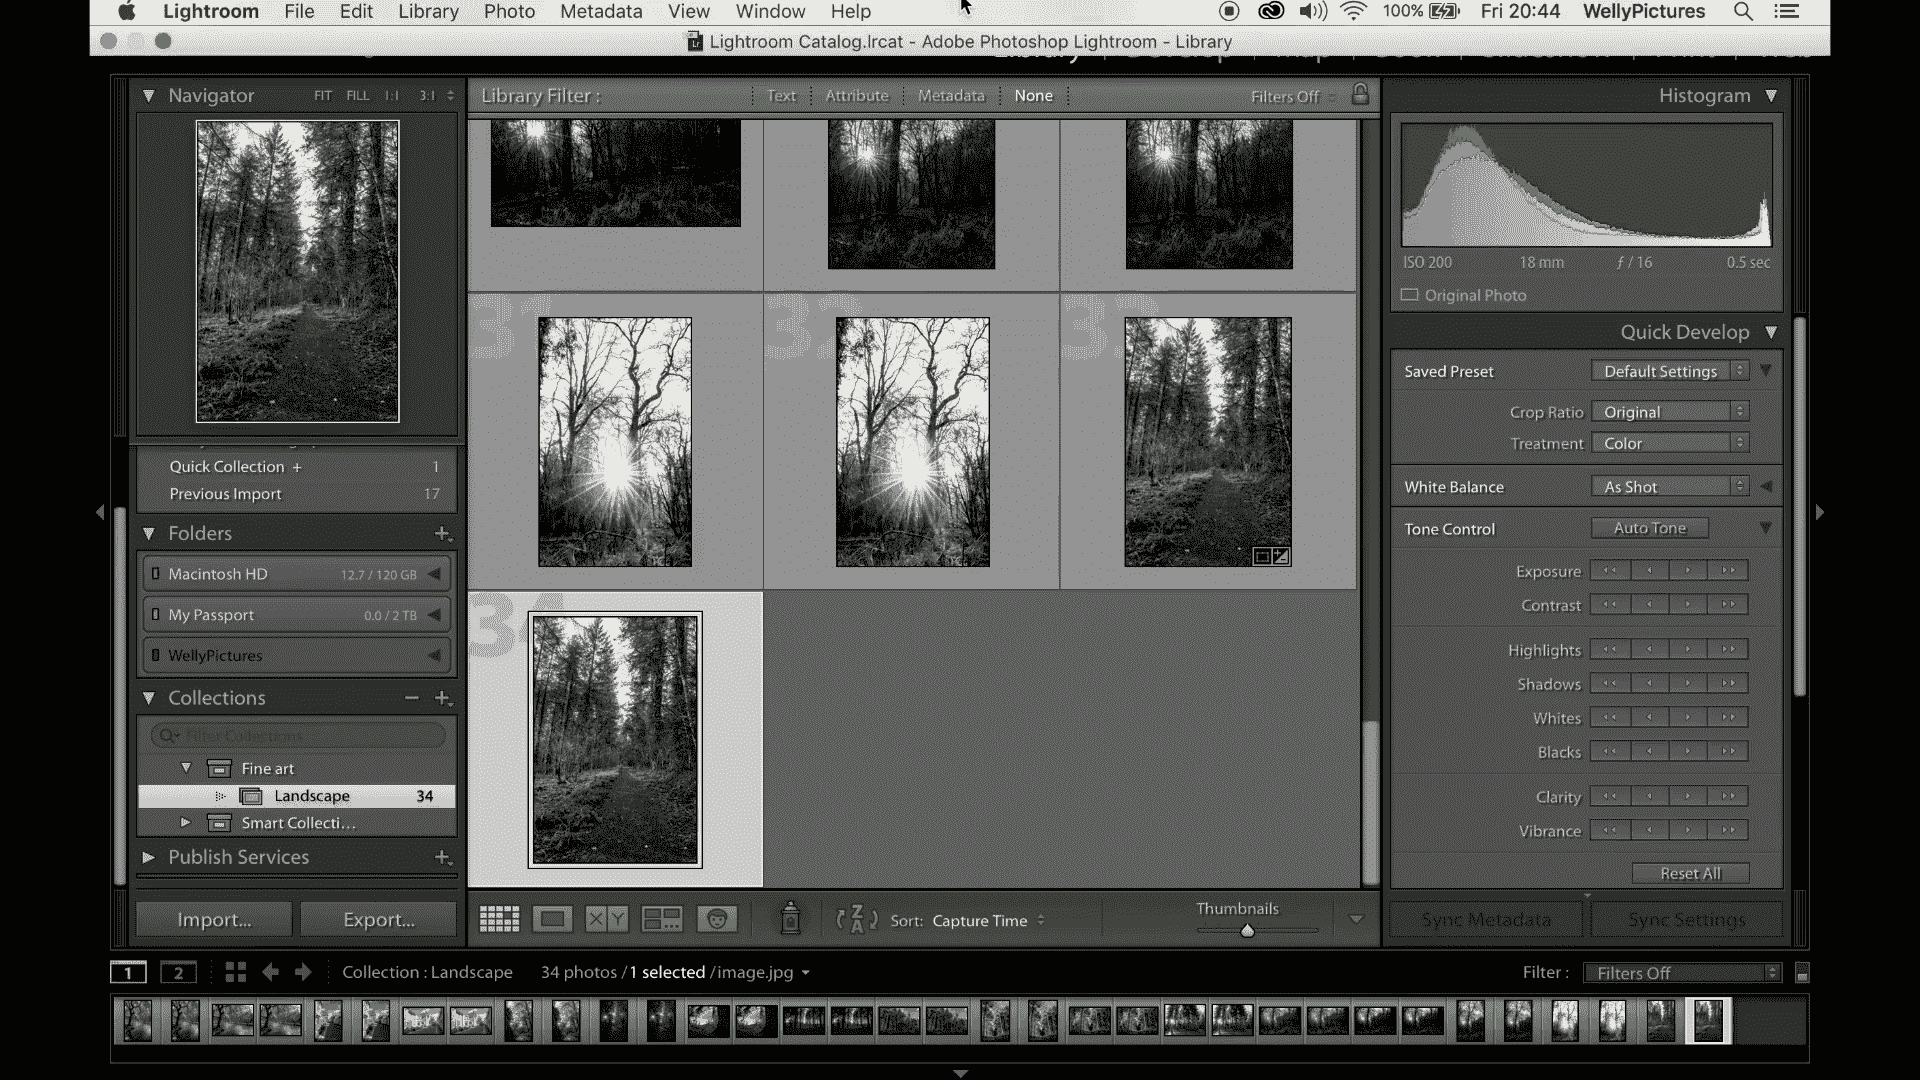 Lightroom File Edit Library Photo Metadata View Window Help 100% Fri 20:44 WellyPictures
Lightroom Catalog.lrcat - Adobe Photoshop Lightroom - Library
Navigator FIT FILL 1:1 3:1
Library Filter : Text Attribute Metadata None Filters Off
Histogram
ISO 200 18 mm ƒ / 16 0.5 sec
Original Photo
Quick Develop
Saved Preset Default Settings
Crop Ratio Original
Treatment Color
White Balance As Shot
Tone Control Auto Tone
Exposure
Contrast
Highlights
Shadows
Whites
Blacks
Clarity
Vibrance
Reset All
Sync Metadata Sync Settings
Quick Collection + 1
Previous Import 17
Folders
Macintosh HD 12.7 / 120 GB
My Passport 0.0 / 2 TB
WellyPictures
Collections
Filter Collections
Fine art
Landscape 34
Smart Collecti...
Publish Services
Import... Export...
31 32 33
34
X Y
Sort: Capture Time
Thumbnails
1 2 Collection : Landscape 34 photos / 1 selected / image.jpg Filter : Filters Off